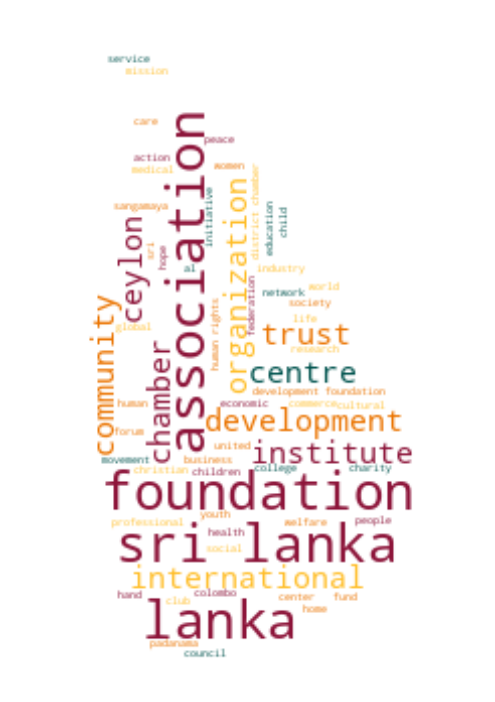 service
mission
care
peace
action
medical
women
association
district chamber
sangamaya
initiative
organization
education
child
ceylon
sri
hope
al
industry
network
world
society
federation
community
global
human rights
life
trust
research
chamber
centre
development foundation
human
economic
commerce
cultural
development
forum
united
institute
movement
business
christian
children
college
charity
foundation
youth
professional
welfare
people
health
sri lanka
social
international
hand
colombo
club
center
fund
home
lanka
padanama
council